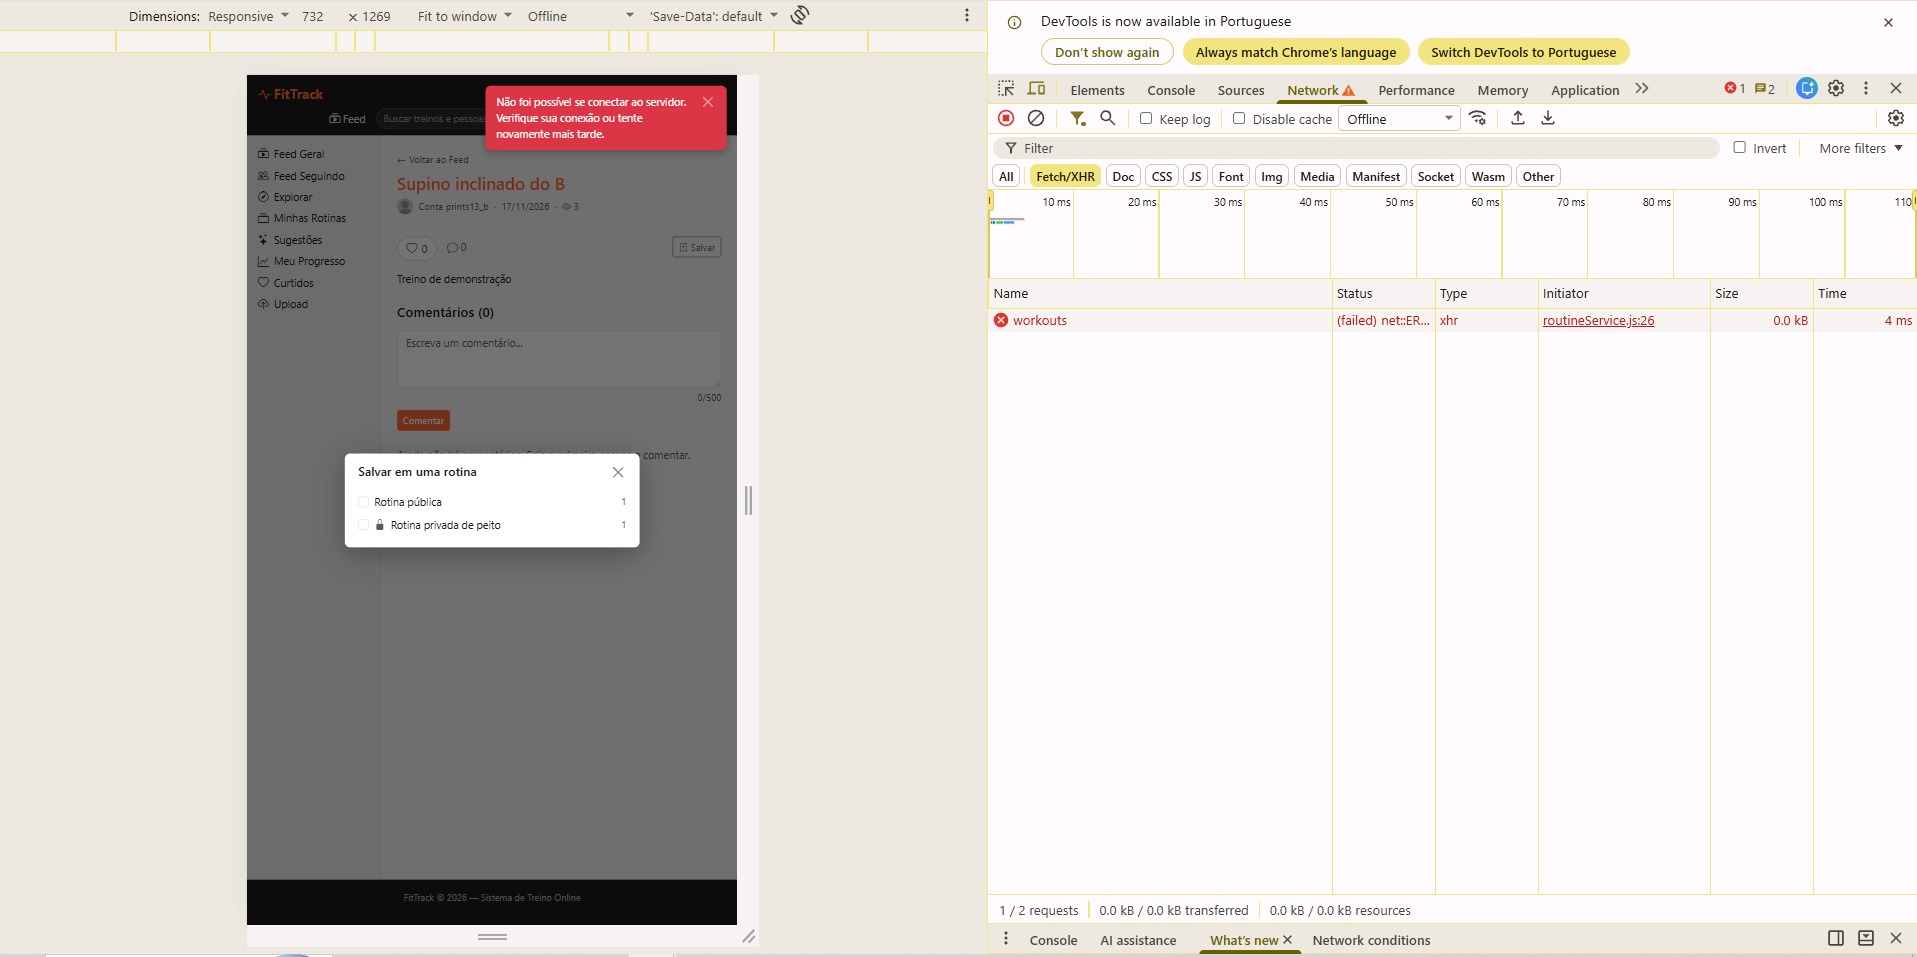 Dimensions: Responsive 732 × 1269 Fit to window Offline 'Save-Data': default
FitTrack
Feed
Buscar treinos e pessoas
Não foi possível se conectar ao servidor.
Verifique sua conexão ou tente
novamente mais tarde.
Feed Geral
Feed Seguindo
Explorar
Minhas Rotinas
Sugestões
Meu Progresso
Curtidos
Upload
← Voltar ao Feed
Supino inclinado do B
Conta prints13_b · 17/11/2026 · 3
0 0 Salvar
Treino de demonstração
Comentários (0)
Escreva um comentário...
0/500
Comentar
comentar.
Salvar em uma rotina
Rotina pública 1
Rotina privada de peito 1
FitTrack © 2026 — Sistema de Treino Online
DevTools is now available in Portuguese
Don't show again Always match Chrome's language Switch DevTools to Portuguese
Elements Console Sources Network Performance Memory Application 1 2
Keep log Disable cache Offline
Filter Invert More filters
All Fetch/XHR Doc CSS JS Font Img Media Manifest Socket Wasm Other
10 ms 20 ms 30 ms 40 ms 50 ms 60 ms 70 ms 80 ms 90 ms 100 ms 110
Name Status Type Initiator Size Time
workouts (failed) net::ER... xhr routineService.js:26 0.0 kB 4 ms
1 / 2 requests 0.0 kB / 0.0 kB transferred 0.0 kB / 0.0 kB resources
Console AI assistance What's new Network conditions